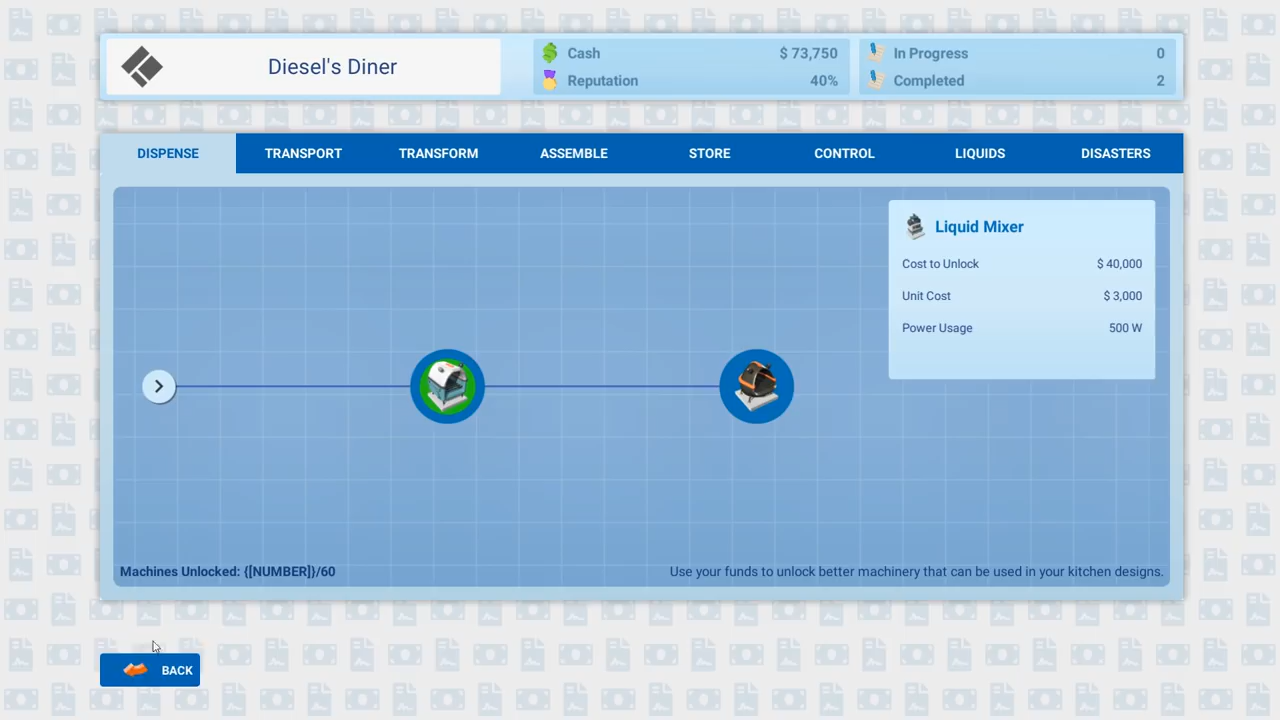 Diesel's Diner
Cash $ 73,750
Reputation 40%
In Progress 0
Completed 2
DISPENSE TRANSPORT TRANSFORM ASSEMBLE STORE CONTROL LIQUIDS DISASTERS
Liquid Mixer
Cost to Unlock $ 40,000
Unit Cost $ 3,000
Power Usage 500 W
Machines Unlocked: {[NUMBER]}/60
Use your funds to unlock better machinery that can be used in your kitchen designs.
BACK